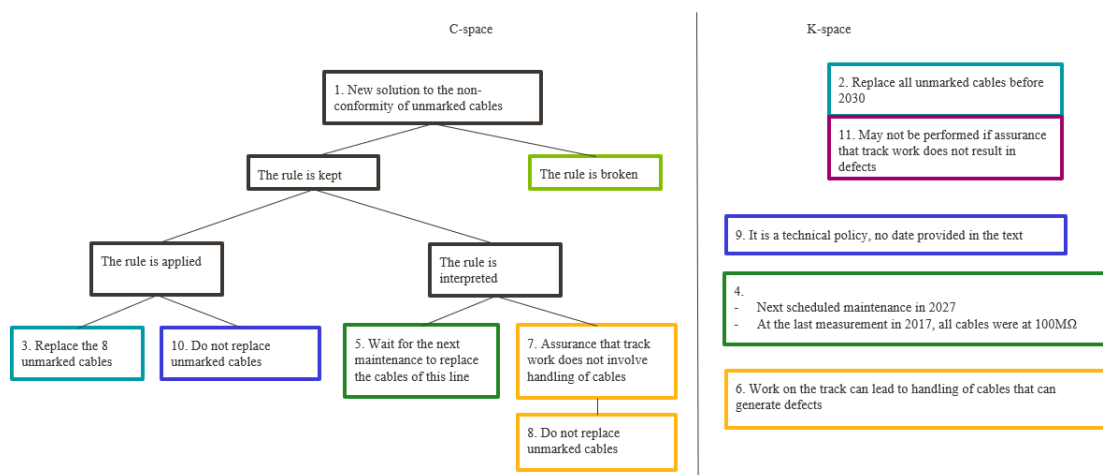 C-space
K-space
1. New solution to the non-
conformity of unmarked cables
2. Replace all unmarked cables before
2030
11. May not be performed if assurance
that track work does not result in
defects
The rule is kept
The rule is broken
9. It is a technical policy, no date provided in the text
The rule is applied
The rule is
interpreted
4.
- Next scheduled maintenance in 2027
- At the last measurement in 2017, all cables were at 100MΩ
3. Replace the 8
unmarked cables
10. Do not replace
unmarked cables
5. Wait for the next
maintenance to replace
the cables of this line
7. Assurance that track
work does not involve
handling of cables
6. Work on the track can lead to handling of cables that can
generate defects
8. Do not replace
unmarked cables